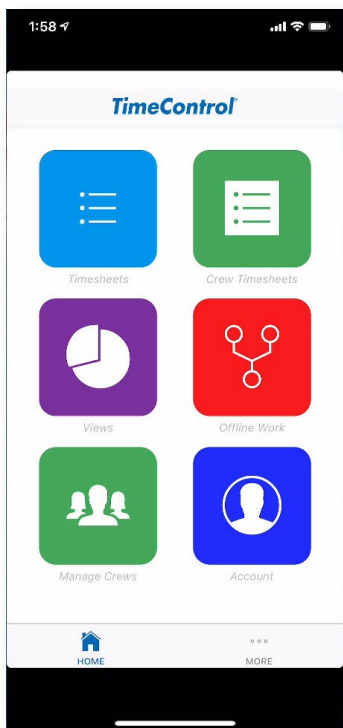 1:58
TimeControl®
Timesheets
Crew Timesheets
Views
Offline Work
Manage Crews
Account
HOME
MORE